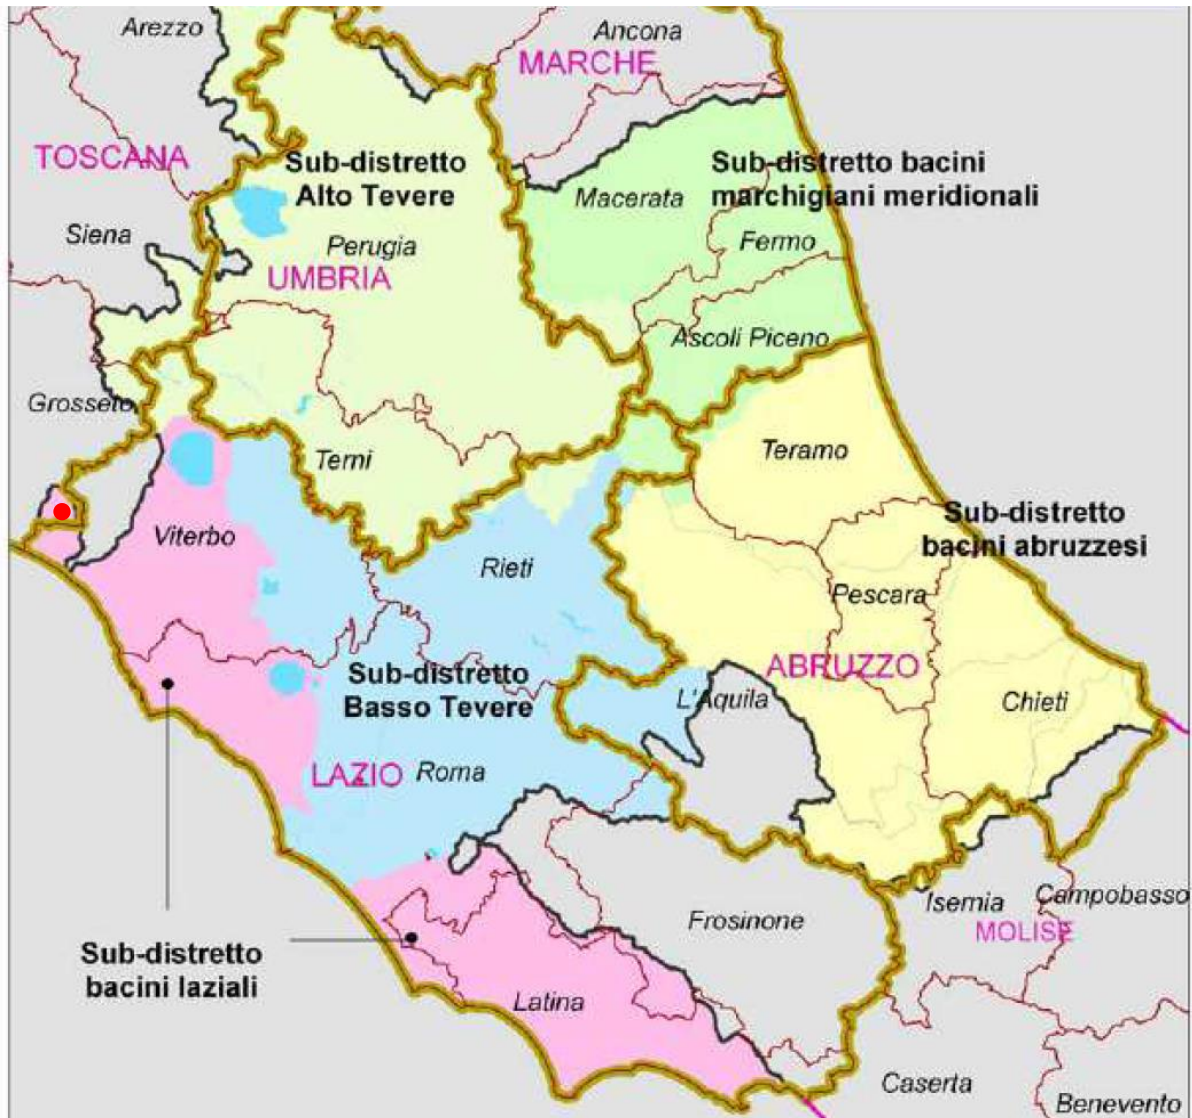 Arezzo
Ancona
MARCHE
TOSCANA
Sub-distretto
Alto Tevere
Sub-distretto bacini
marchigiani meridionali
Macerata
Siena
Perugia
Fermo
UMBRIA
Ascoli Piceno
Grosseto
Terni
Teramo
Viterbo
Sub-distretto
bacini abruzzesi
Rieti
Pescara
Sub-distretto
Basso Tevere
ABRUZZO
L'Aquila
Chieti
LAZIO
Roma
Isernia
Campobasso
Frosinone
MOLISE
Sub-distretto
bacini laziali
Latina
Caserta
Benevento